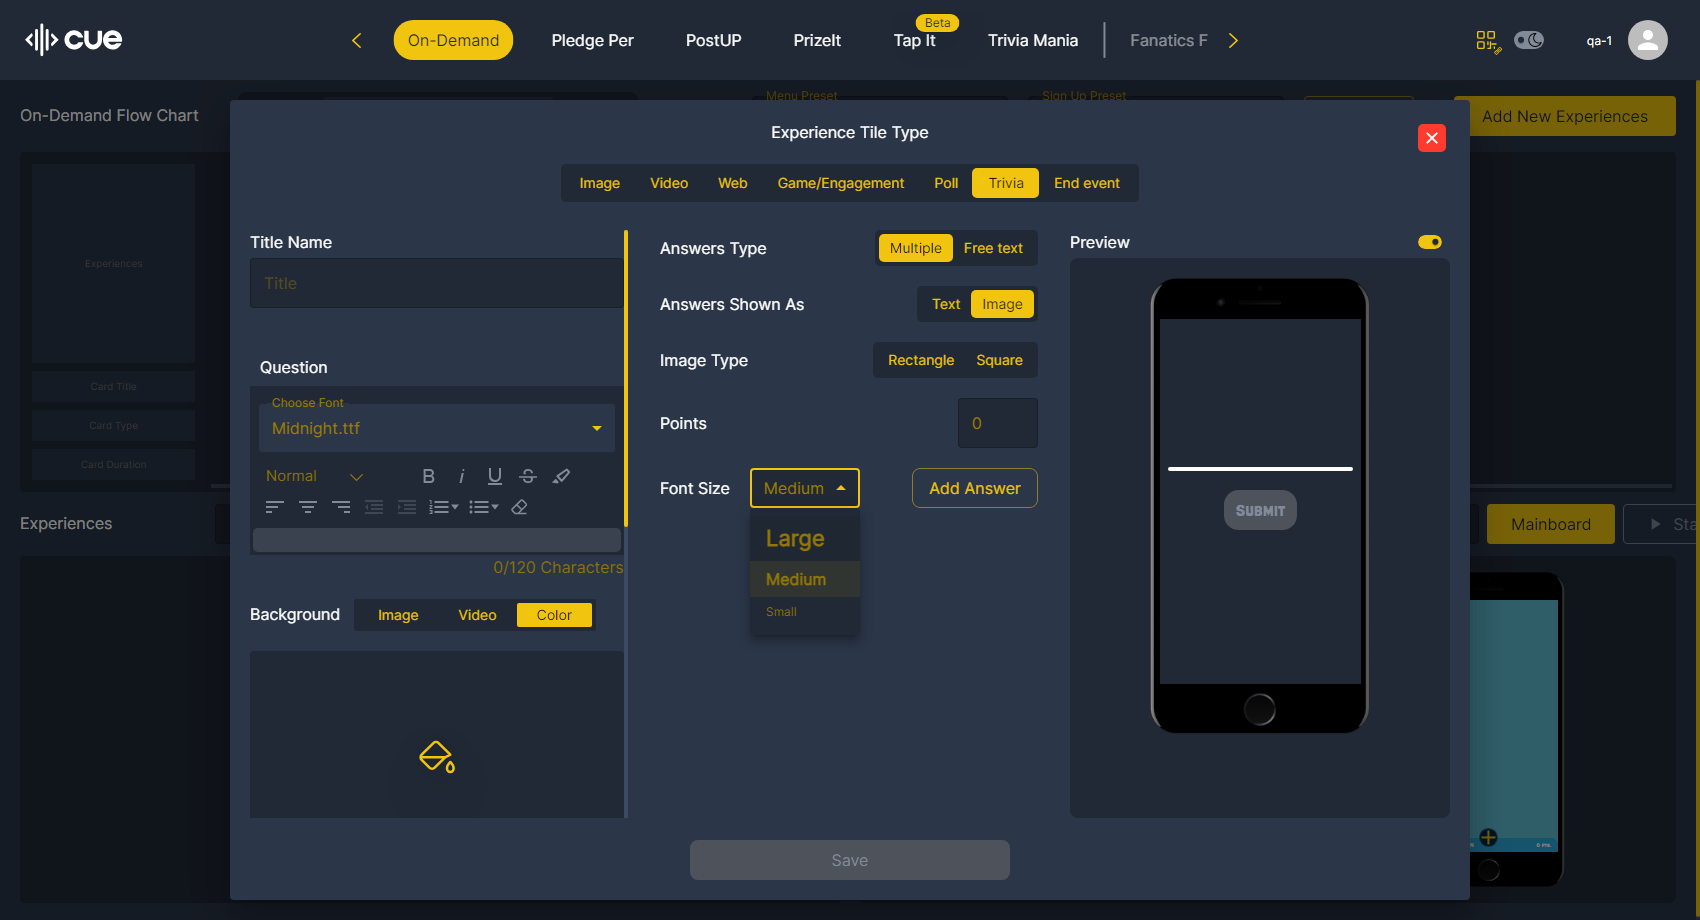 cue
On-Demand
Pledge Per
PostUP
PrizeIt
Beta
Tap It
Trivia Mania
Fanatics F
qa-1
On-Demand Flow Chart
Menu Preset
Sign Up Preset
Add New Experiences
Experiences
Card Title
Card Type
Card Duration
Experiences
Mainboard
Sta
Experience Tile Type
Image
Video
Web
Game/Engagement
Poll
Trivia
End event
Title Name
Title
Question
Choose Font
Midnight.ttf
Normal
B
i
U
S
0/120 Characters
Background
Image
Video
Color
Answers Type
Multiple
Free text
Answers Shown As
Text
Image
Image Type
Rectangle
Square
Points
0
Font Size
Medium
Add Answer
Large
Medium
Small
Preview
SUBMIT
Save